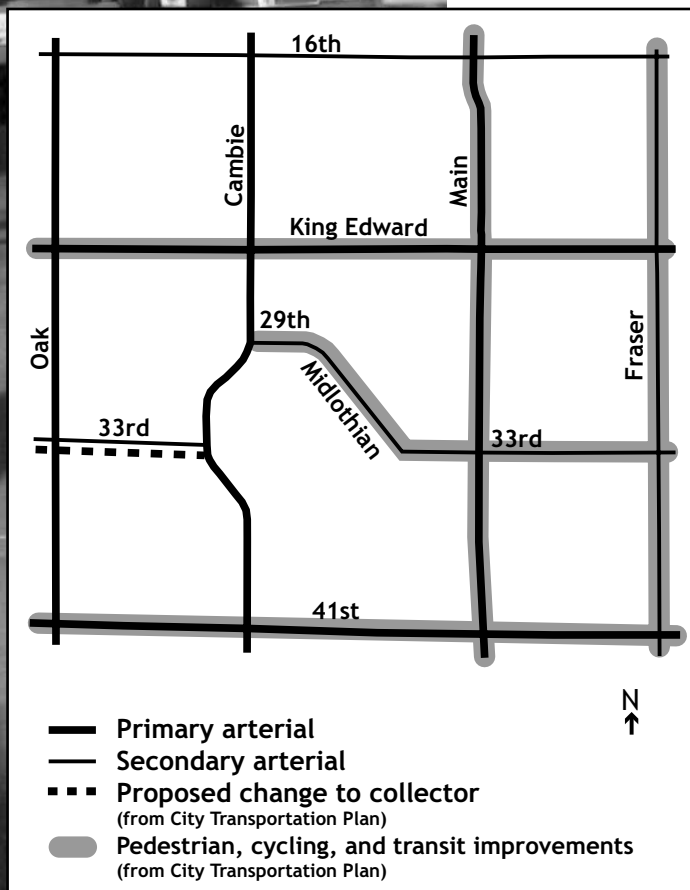 16th
Cambie
Main
King Edward
29th
Oak
Fraser
Midlothian
33rd
33rd
41st
N
Primary arterial
Secondary arterial
Proposed change to collector
(from City Transportation Plan)
Pedestrian, cycling, and transit improvements
(from City Transportation Plan)